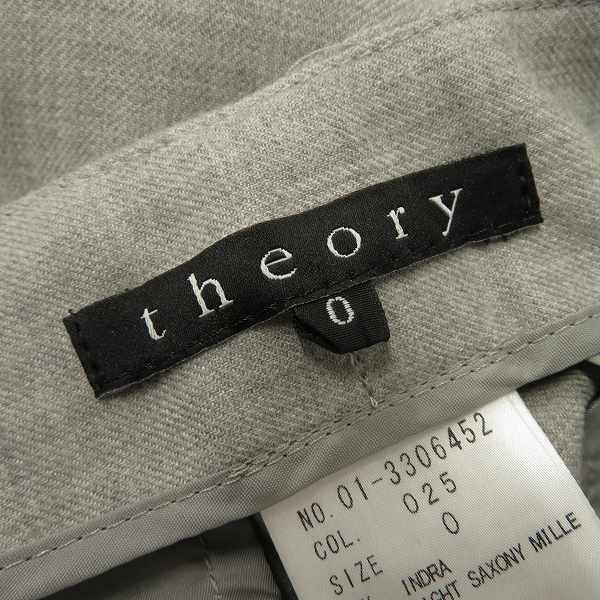 theory
0
NO. 01-3306452
COL. 025
SIZE 0
INDRA
SAXONY MILLE